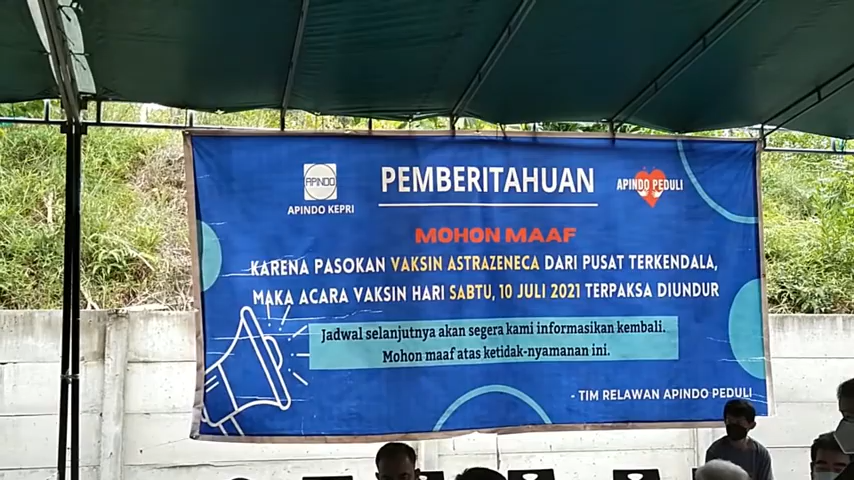 PEMBERITAHUAN
APINDO
APINDO KEPRI
APINDO PEDULI
MOHON MAAF
KARENA PASOKAN VAKSIN ASTRAZENECA DARI PUSAT TERKENDALA,
MAKA ACARA VAKSIN HARI SABTU, 10 JULI 2021 TERPAKSA DIUNDUR
Jadwal selanjutnya akan segera kami informasikan kembali.
Mohon maaf atas ketidak-nyamanan ini.
- TIM RELAWAN APINDO PEDULI